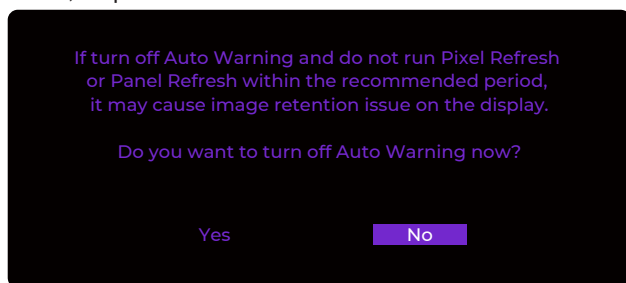 If turn off Auto Warning and do not run Pixel Refresh
or Panel Refresh within the recommended period,
it may cause image retention issue on the display.
Do you want to turn off Auto Warning now?
Yes No